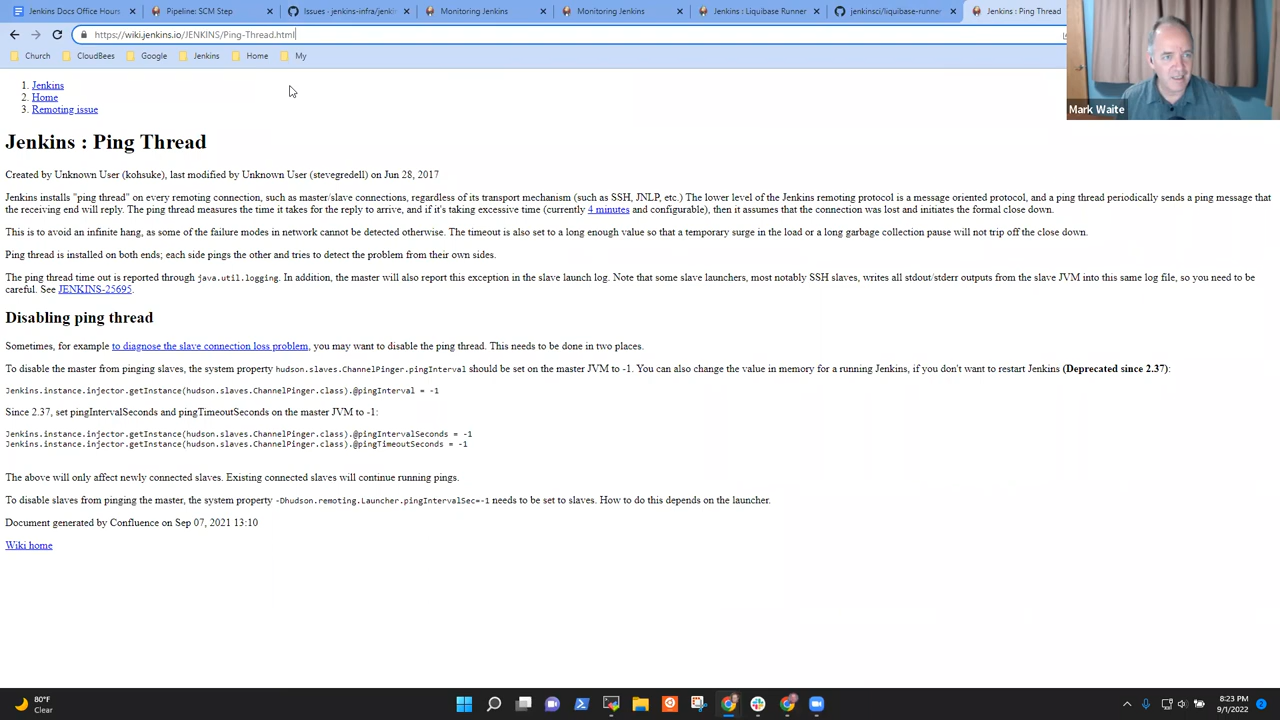 Jenkins Docs Office Hours
Pipeline: SCM Step
Issues · jenkins-infra/jenki
Monitoring Jenkins
Monitoring Jenkins
Jenkins : Liquibase Runner
jenkinsci/liquibase-runner
Jenkins : Ping Thread
https://wiki.jenkins.io/JENKINS/Ping-Thread.html
Church
CloudBees
Google
Jenkins
Home
My
Mark Waite
1. Jenkins
2. Home
3. Remoting issue
Jenkins : Ping Thread
Created by Unknown User (kohsuke), last modified by Unknown User (stevegredell) on Jun 28, 2017
Jenkins installs "ping thread" on every remoting connection, such as master/slave connections, regardless of its transport mechanism (such as SSH, JNLP, etc.) The lower level of the Jenkins remoting protocol is a message oriented protocol, and a ping thread periodically sends a ping message that
the receiving end will reply. The ping thread measures the time it takes for the reply to arrive, and if it's taking excessive time (currently 4 minutes and configurable), then it assumes that the connection was lost and initiates the formal close down.
This is to avoid an infinite hang, as some of the failure modes in network cannot be detected otherwise. The timeout is also set to a long enough value so that a temporary surge in the load or a long garbage collection pause will not trip off the close down.
Ping thread is installed on both ends; each side pings the other and tries to detect the problem from their own sides.
The ping thread time out is reported through java.util.logging. In addition, the master will also report this exception in the slave launch log. Note that some slave launchers, most notably SSH slaves, writes all stdout/stderr outputs from the slave JVM into this same log file, so you need to be
careful. See JENKINS-25695.
Disabling ping thread
Sometimes, for example to diagnose the slave connection loss problem, you may want to disable the ping thread. This needs to be done in two places.
To disable the master from pinging slaves, the system property hudson.slaves.ChannelPinger.pingInterval should be set on the master JVM to -1. You can also change the value in memory for a running Jenkins, if you don't want to restart Jenkins (Deprecated since 2.37):
Jenkins.instance.injector.getInstance(hudson.slaves.ChannelPinger.class).@pingInterval = -1
Since 2.37, set pingIntervalSeconds and pingTimeoutSeconds on the master JVM to -1:
Jenkins.instance.injector.getInstance(hudson.slaves.ChannelPinger.class).@pingIntervalSeconds = -1
Jenkins.instance.injector.getInstance(hudson.slaves.ChannelPinger.class).@pingTimeoutSeconds = -1
The above will only affect newly connected slaves. Existing connected slaves will continue running pings.
To disable slaves from pinging the master, the system property -Dhudson.remoting.Launcher.pingIntervalSec=-1 needs to be set to slaves. How to do this depends on the launcher.
Document generated by Confluence on Sep 07, 2021 13:10
Wiki home
80°F
Clear
8:23 PM
9/1/2022
2